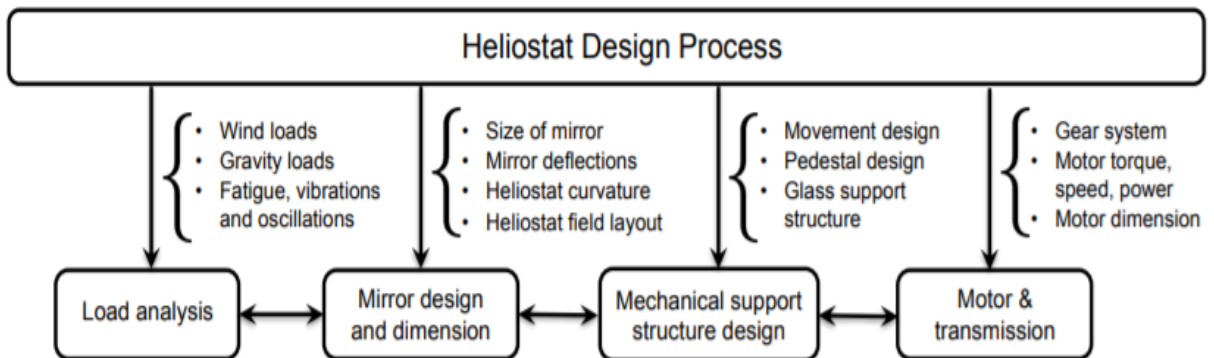 Heliostat Design Process
• Wind loads
• Gravity loads
• Fatigue, vibrations
and oscillations
• Size of mirror
• Mirror deflections
• Heliostat curvature
• Heliostat field layout
• Movement design
• Pedestal design
• Glass support
structure
• Gear system
• Motor torque,
speed, power
• Motor dimension
Load analysis
Mirror design
and dimension
Mechanical support
structure design
Motor &
transmission